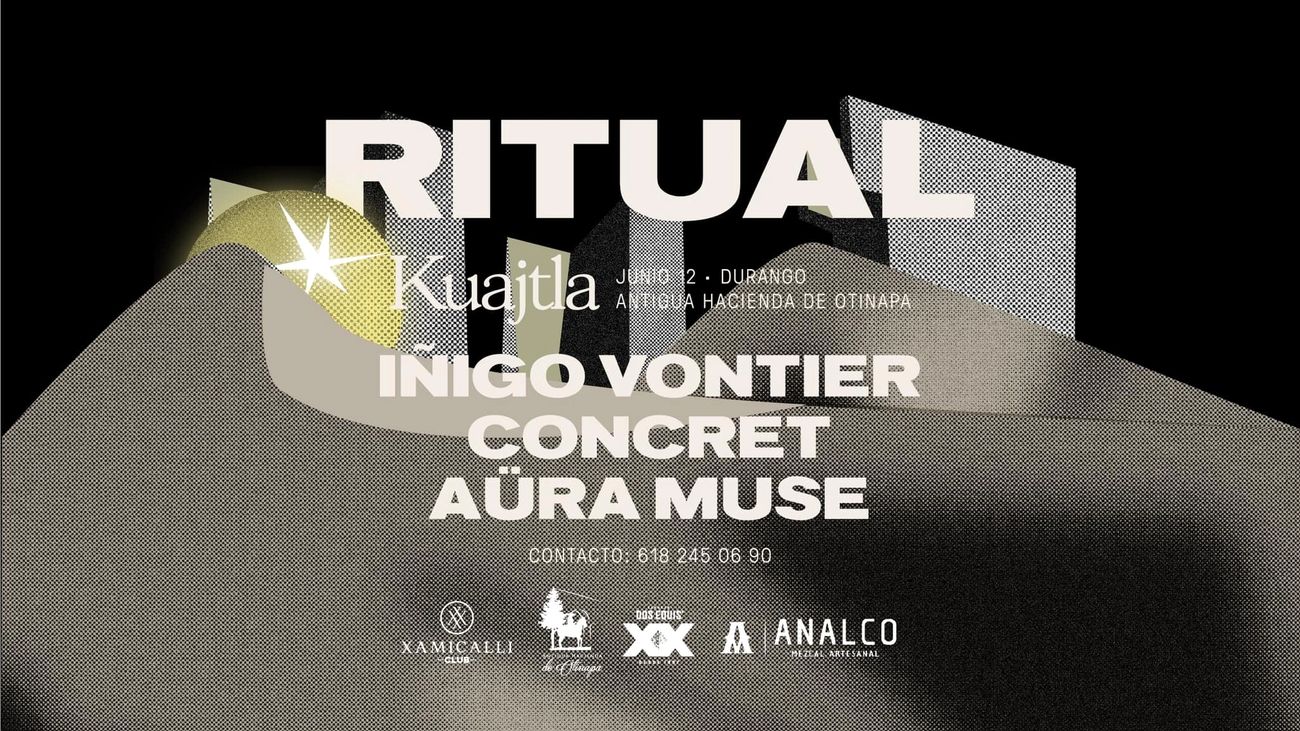 RITUAL
Kuajtla
JUNIO 12 · DURANGO
ANTIGUA HACIENDA DE OTINAPA
IÑIGO VONTIER
CONCRET
AÜRA MUSE
CONTACTO: 618 245 06 90
XAMICALLI
CLUB
de Otinapa
DOS EQUIS
XX
ANALCO
MEZCAL ARTESANAL